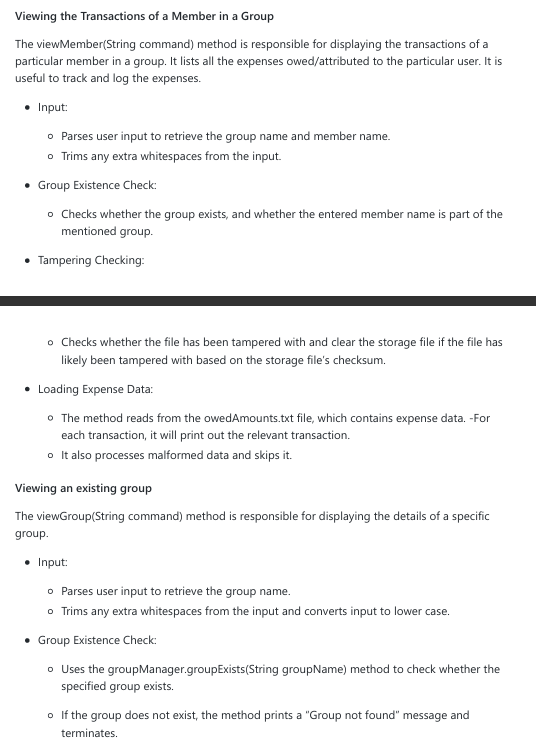 Viewing the Transactions of a Member in a Group
The viewMember(String command) method is responsible for displaying the transactions of a
particular member in a group. It lists all the expenses owed/attributed to the particular user. It is
useful to track and log the expenses.
• Input:
◦ Parses user input to retrieve the group name and member name.
◦ Trims any extra whitespaces from the input.
• Group Existence Check:
◦ Checks whether the group exists, and whether the entered member name is part of the
mentioned group.
• Tampering Checking:
◦ Checks whether the file has been tampered with and clear the storage file if the file has
likely been tampered with based on the storage file's checksum.
• Loading Expense Data:
◦ The method reads from the owedAmounts.txt file, which contains expense data. -For
each transaction, it will print out the relevant transaction.
◦ It also processes malformed data and skips it.
Viewing an existing group
The viewGroup(String command) method is responsible for displaying the details of a specific
group.
• Input:
◦ Parses user input to retrieve the group name.
◦ Trims any extra whitespaces from the input and converts input to lower case.
• Group Existence Check:
◦ Uses the groupManager.groupExists(String groupName) method to check whether the
specified group exists.
◦ If the group does not exist, the method prints a "Group not found" message and
terminates.